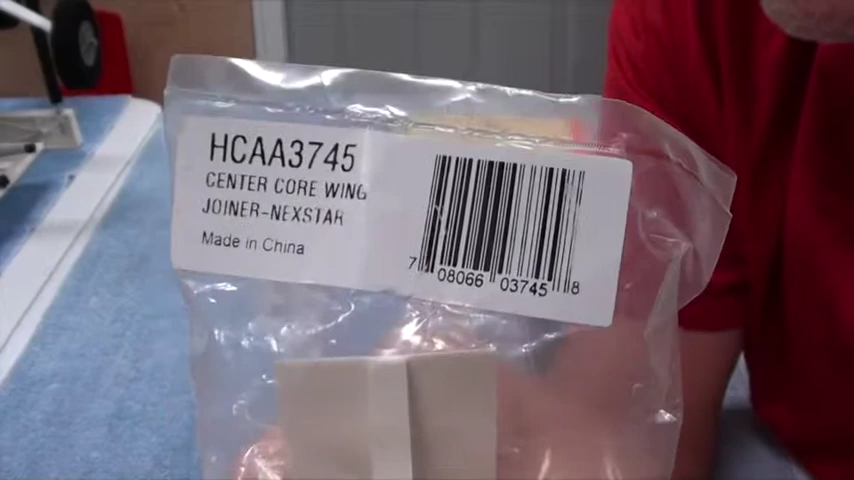 HCAA3745
CENTER CORE WING
JOINER-NEXSTAR
Made in China
7 08066 03745 8